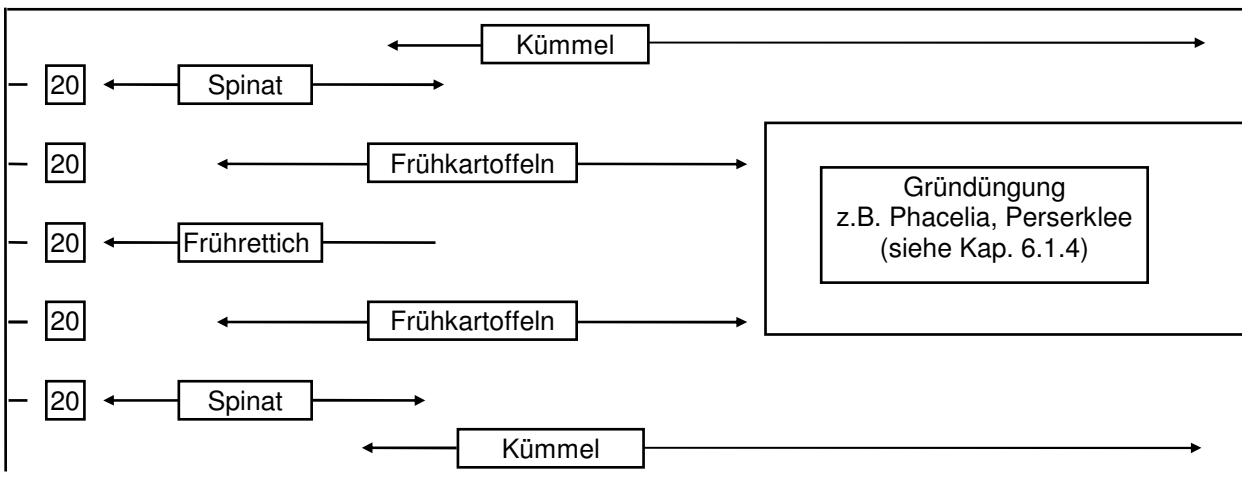 Kümmel
20 Spinat
20 Frühkartoffeln
Gründüngung
z.B. Phacelia, Perserklee
(siehe Kap. 6.1.4)
20 Frührettich
20 Frühkartoffeln
20 Spinat
Kümmel